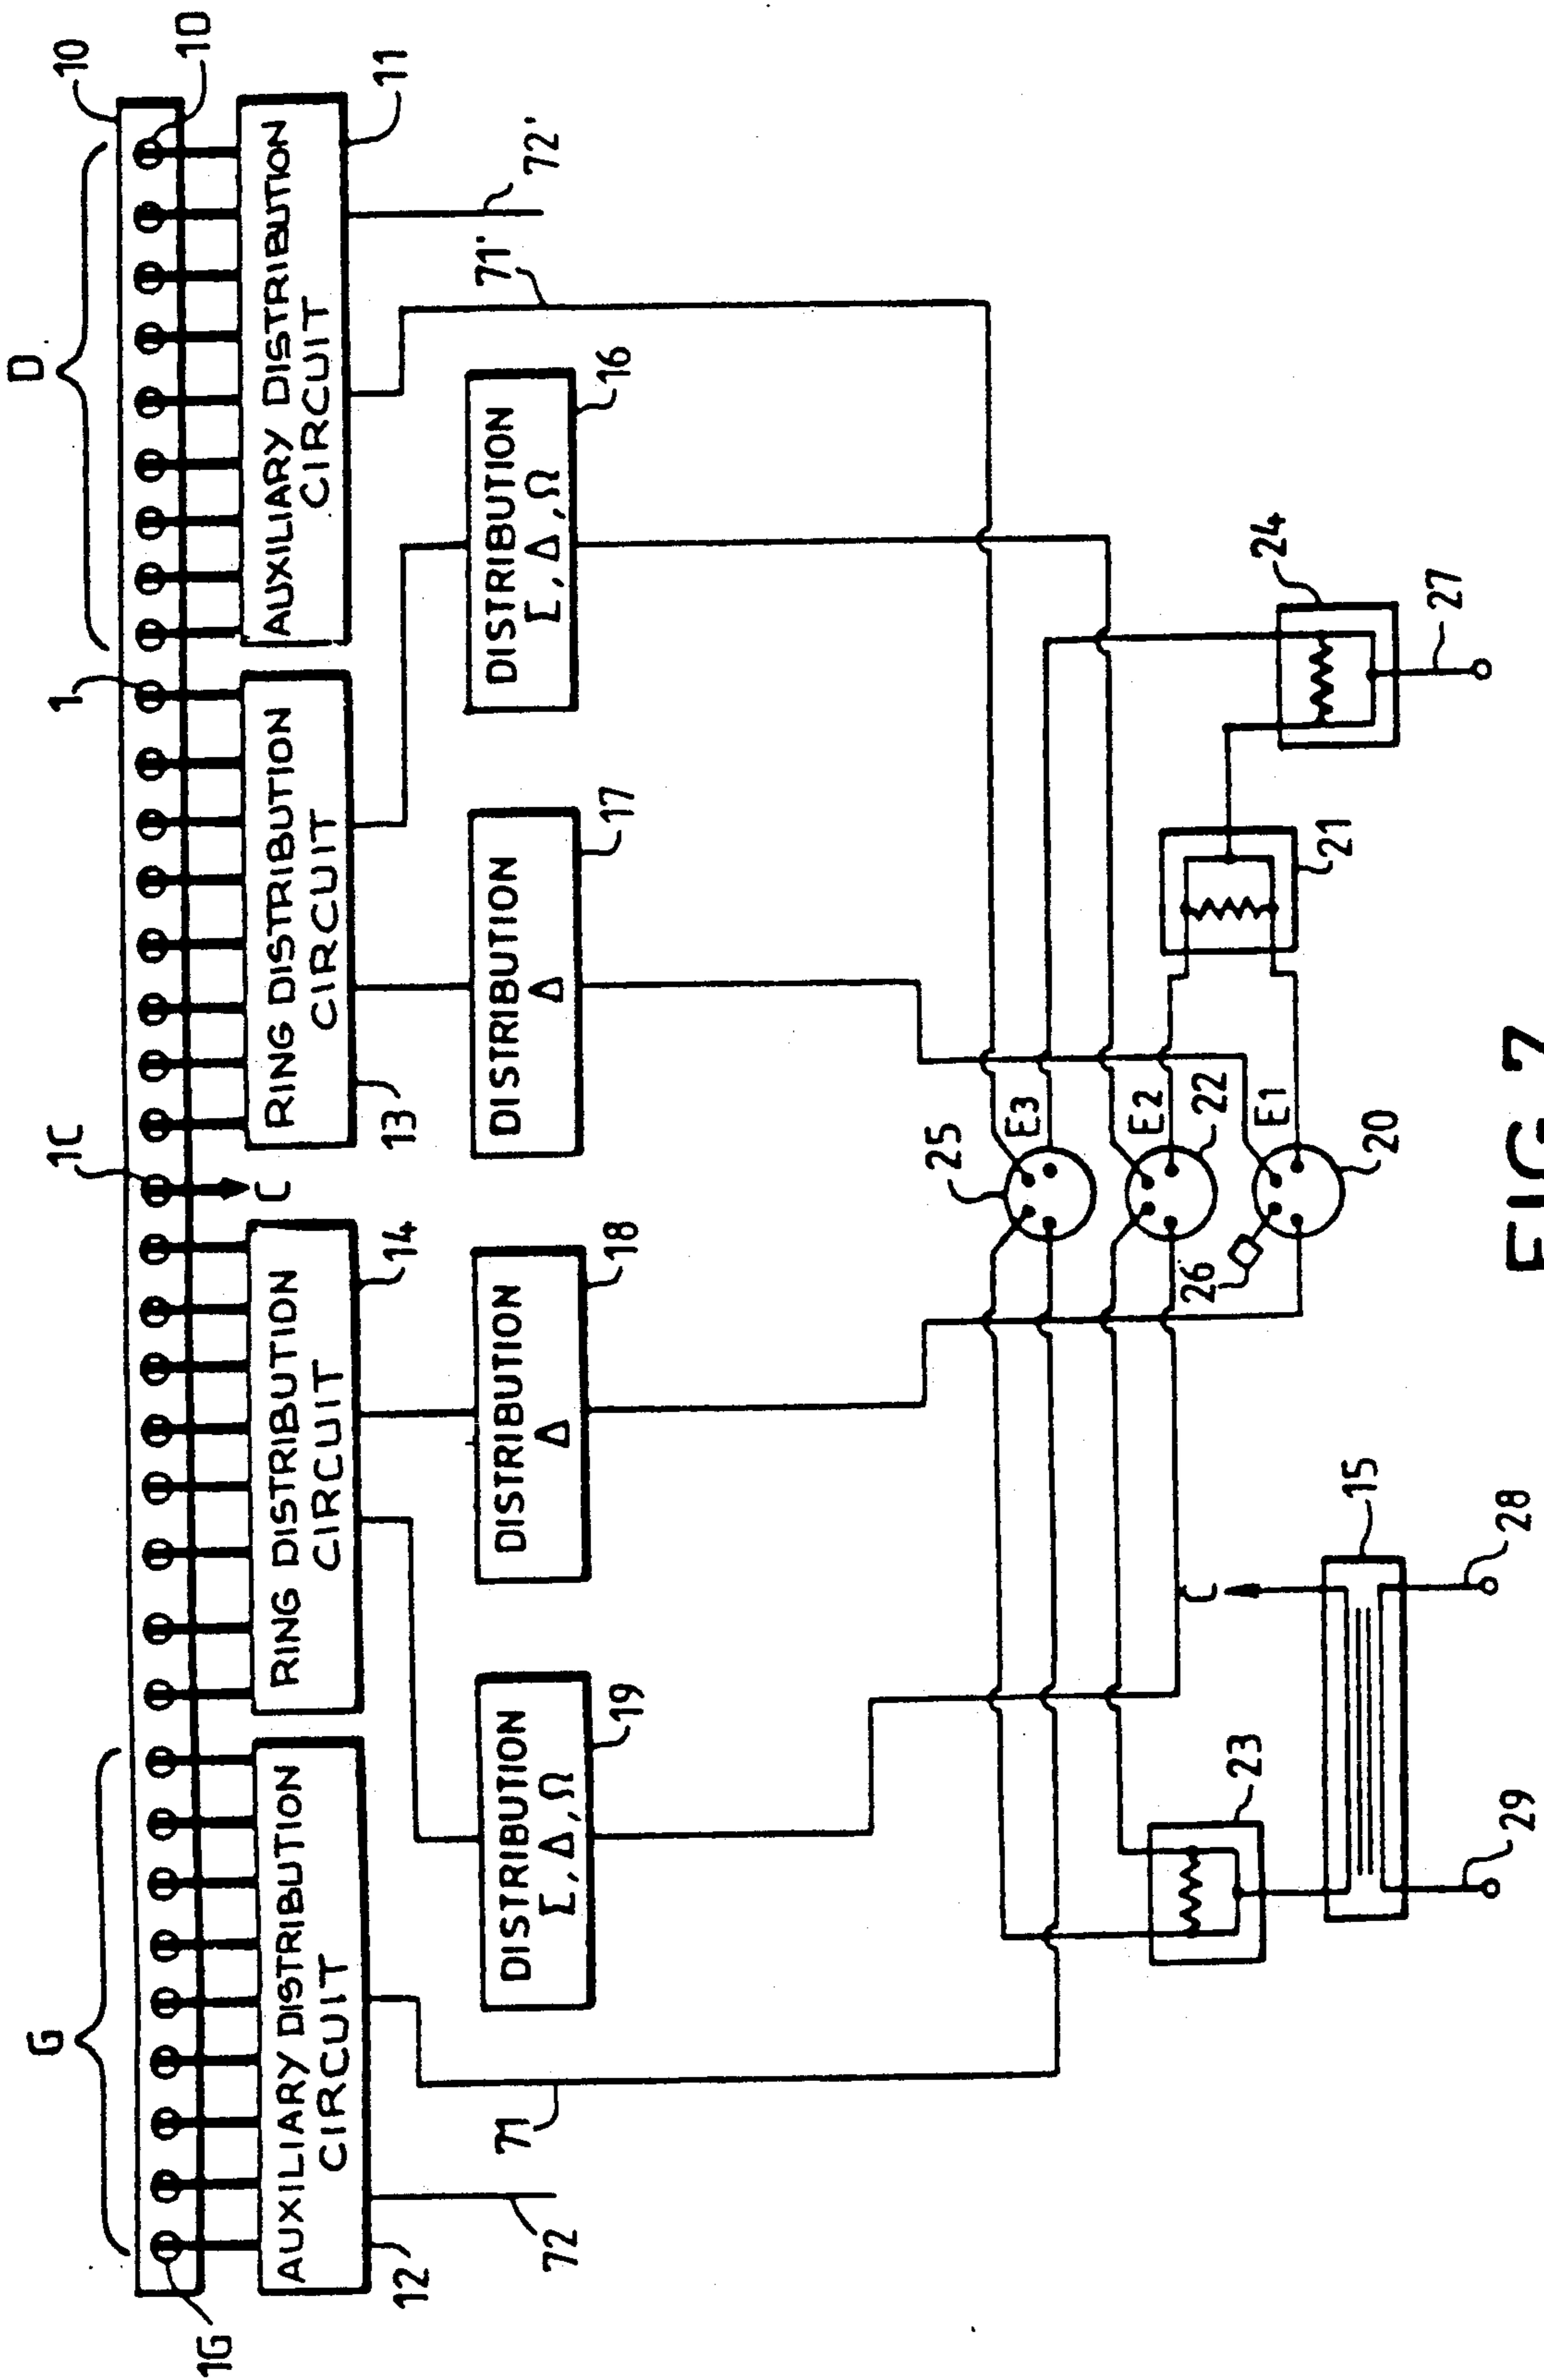 G
D
1G
1C
1
10
10
AUXILIARY DISTRIBUTION
CIRCUIT
RING DISTRIBUTION
CIRCUIT
C
RING DISTRIBUTION
CIRCUIT
AUXILIARY DISTRIBUTION
CIRCUIT
12
14
13
11
72
71
71'
72'
DISTRIBUTION
Σ, Δ, Ω
19
DISTRIBUTION
Δ
18
DISTRIBUTION
Δ
17
DISTRIBUTION
Σ, Δ, Ω
16
25
E3
E2
22
26
E1
20
23
C
15
21
24
29
28
27
FIG.7